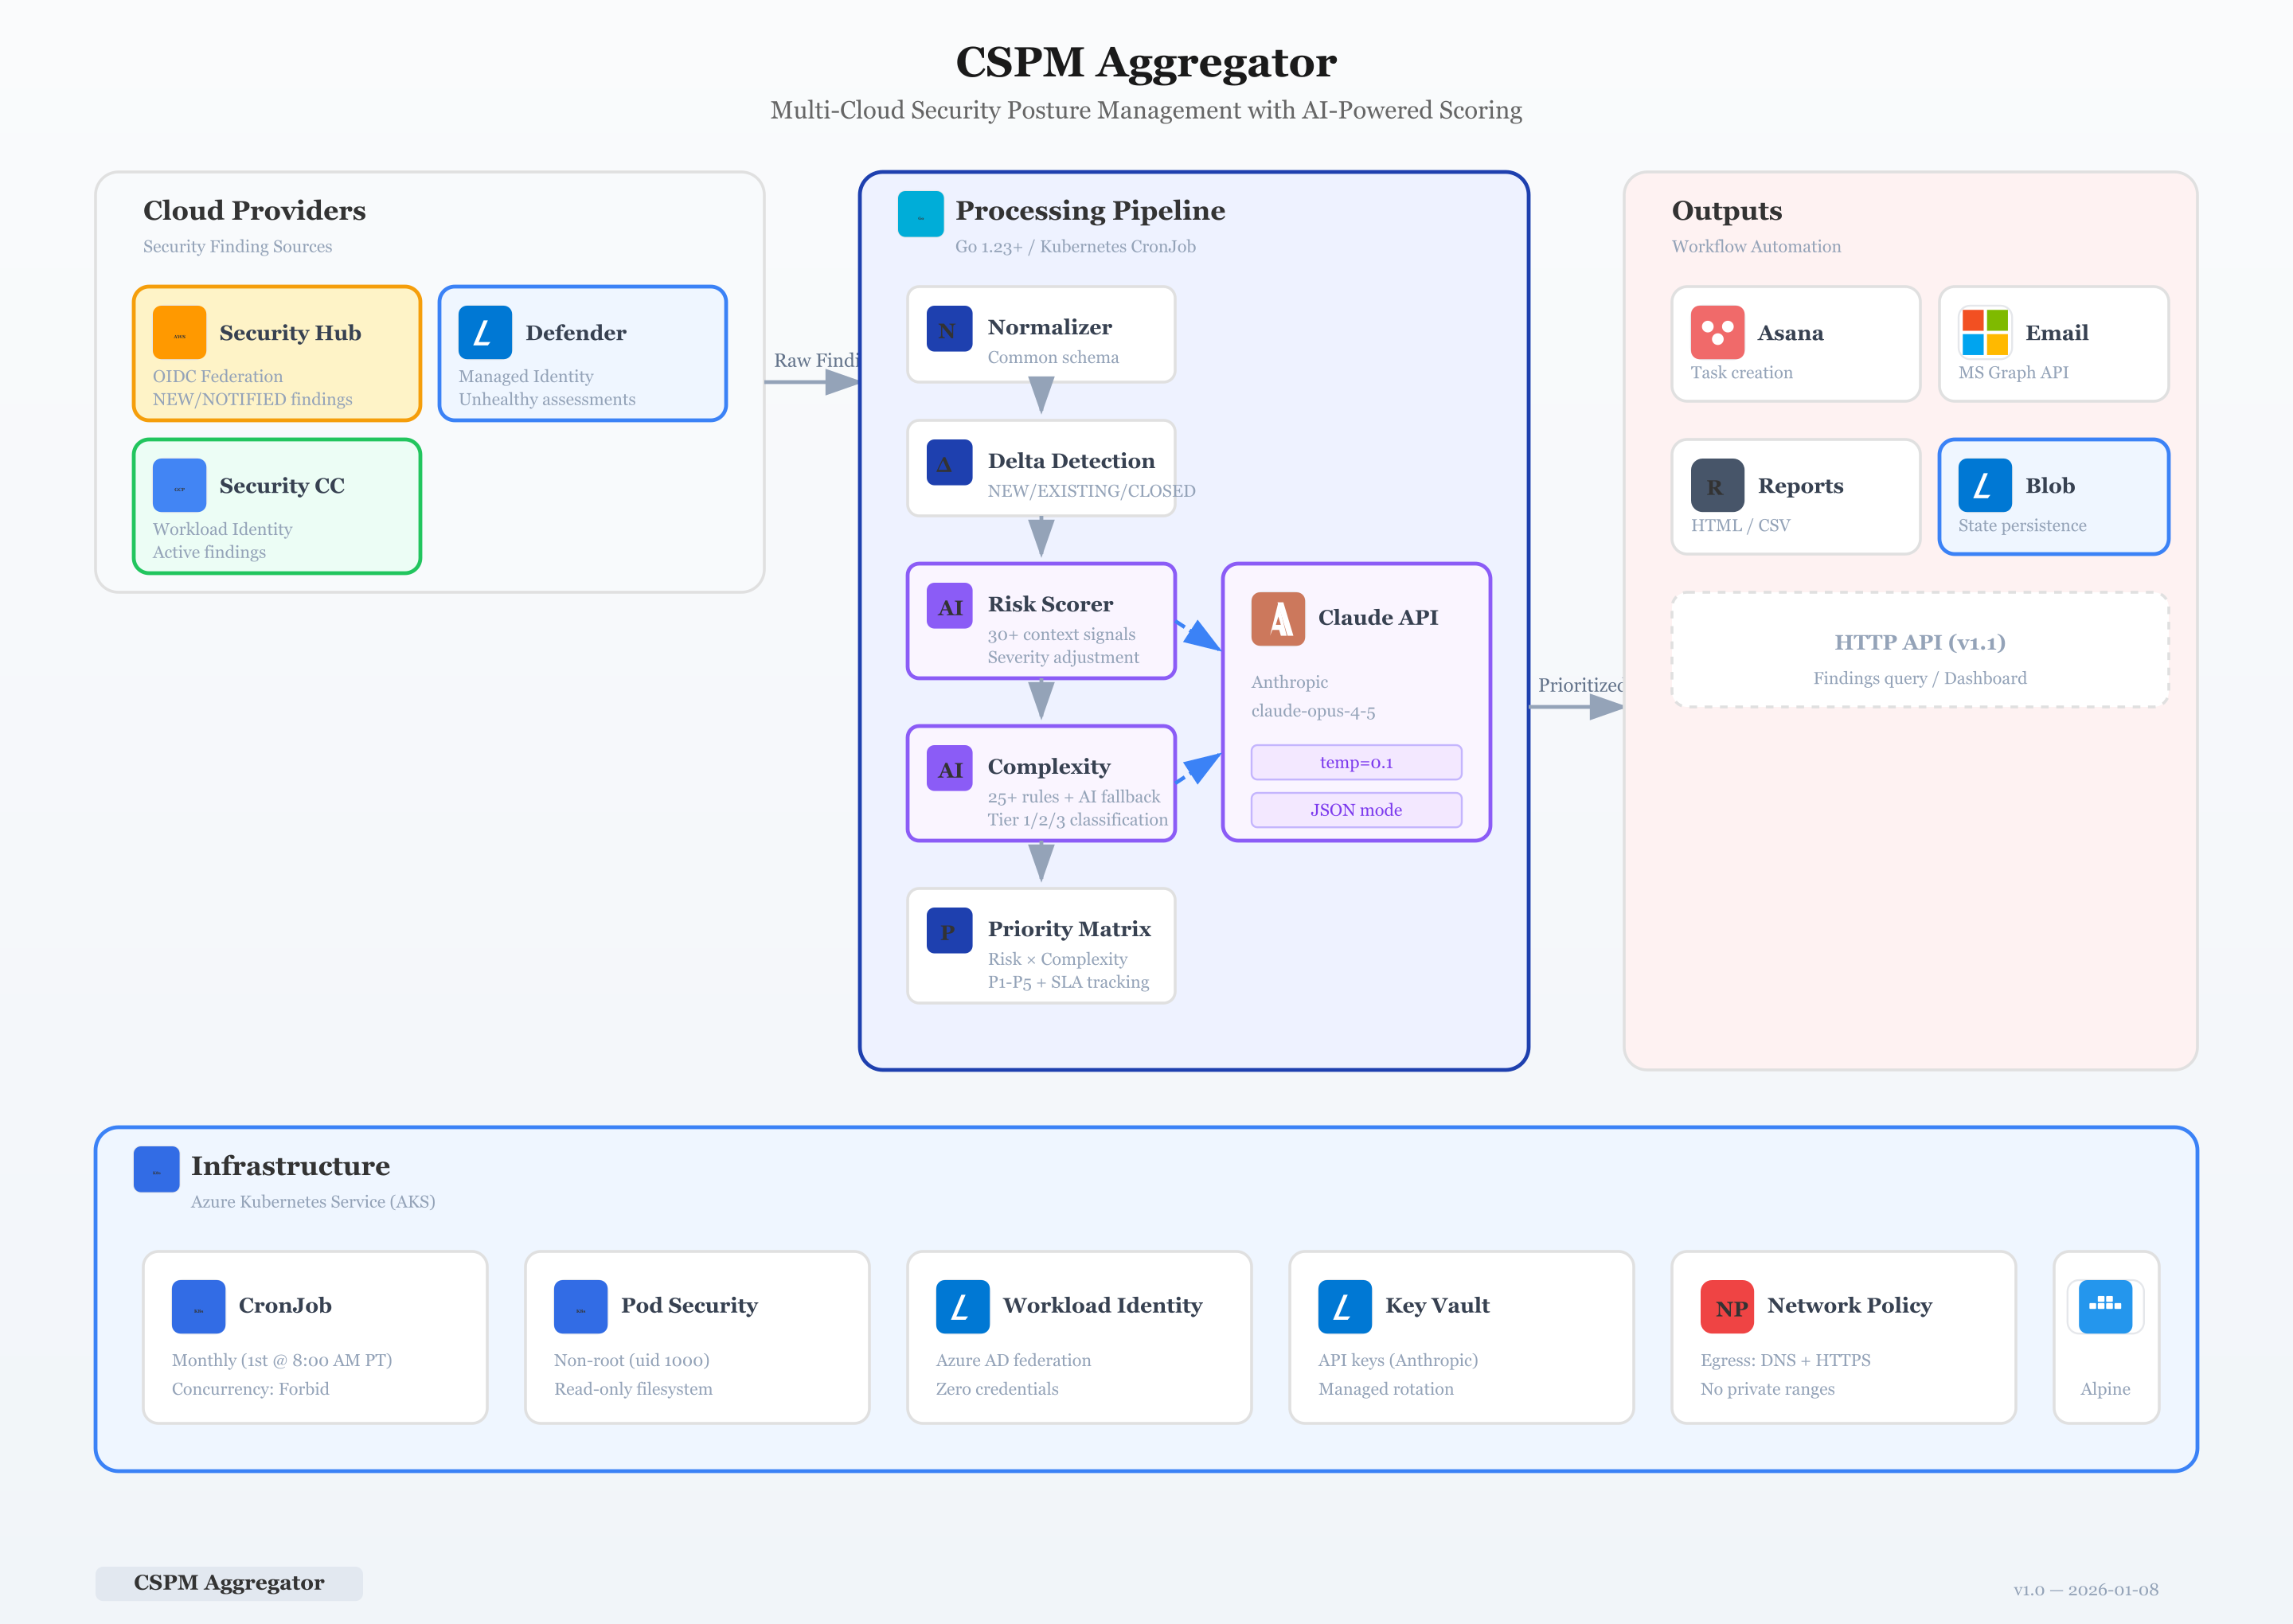 CSPM Aggregator
Multi-Cloud Security Posture Management with AI-Powered Scoring
Cloud Providers
Security Finding Sources
AWS
Security Hub
OIDC Federation
NEW/NOTIFIED findings
Defender
Managed Identity
Unhealthy assessments
GCP
Security CC
Workload Identity
Active findings
Raw Findi
Processing Pipeline
Go 1.23+ / Kubernetes CronJob
N
Normalizer
Common schema
Δ
Delta Detection
NEW/EXISTING/CLOSED
AI
Risk Scorer
30+ context signals
Severity adjustment
AI
Complexity
25+ rules + AI fallback
Tier 1/2/3 classification
P
Priority Matrix
Risk × Complexity
P1-P5 + SLA tracking
Claude API
Anthropic
claude-opus-4-5
temp=0.1
JSON mode
Prioritized
Outputs
Workflow Automation
Asana
Task creation
Email
MS Graph API
R
Reports
HTML / CSV
Blob
State persistence
HTTP API (v1.1)
Findings query / Dashboard
Infrastructure
Azure Kubernetes Service (AKS)
CronJob
Monthly (1st @ 8:00 AM PT)
Concurrency: Forbid
Pod Security
Non-root (uid 1000)
Read-only filesystem
Workload Identity
Azure AD federation
Zero credentials
Key Vault
API keys (Anthropic)
Managed rotation
NP
Network Policy
Egress: DNS + HTTPS
No private ranges
Alpine
CSPM Aggregator
v1.0 — 2026-01-08